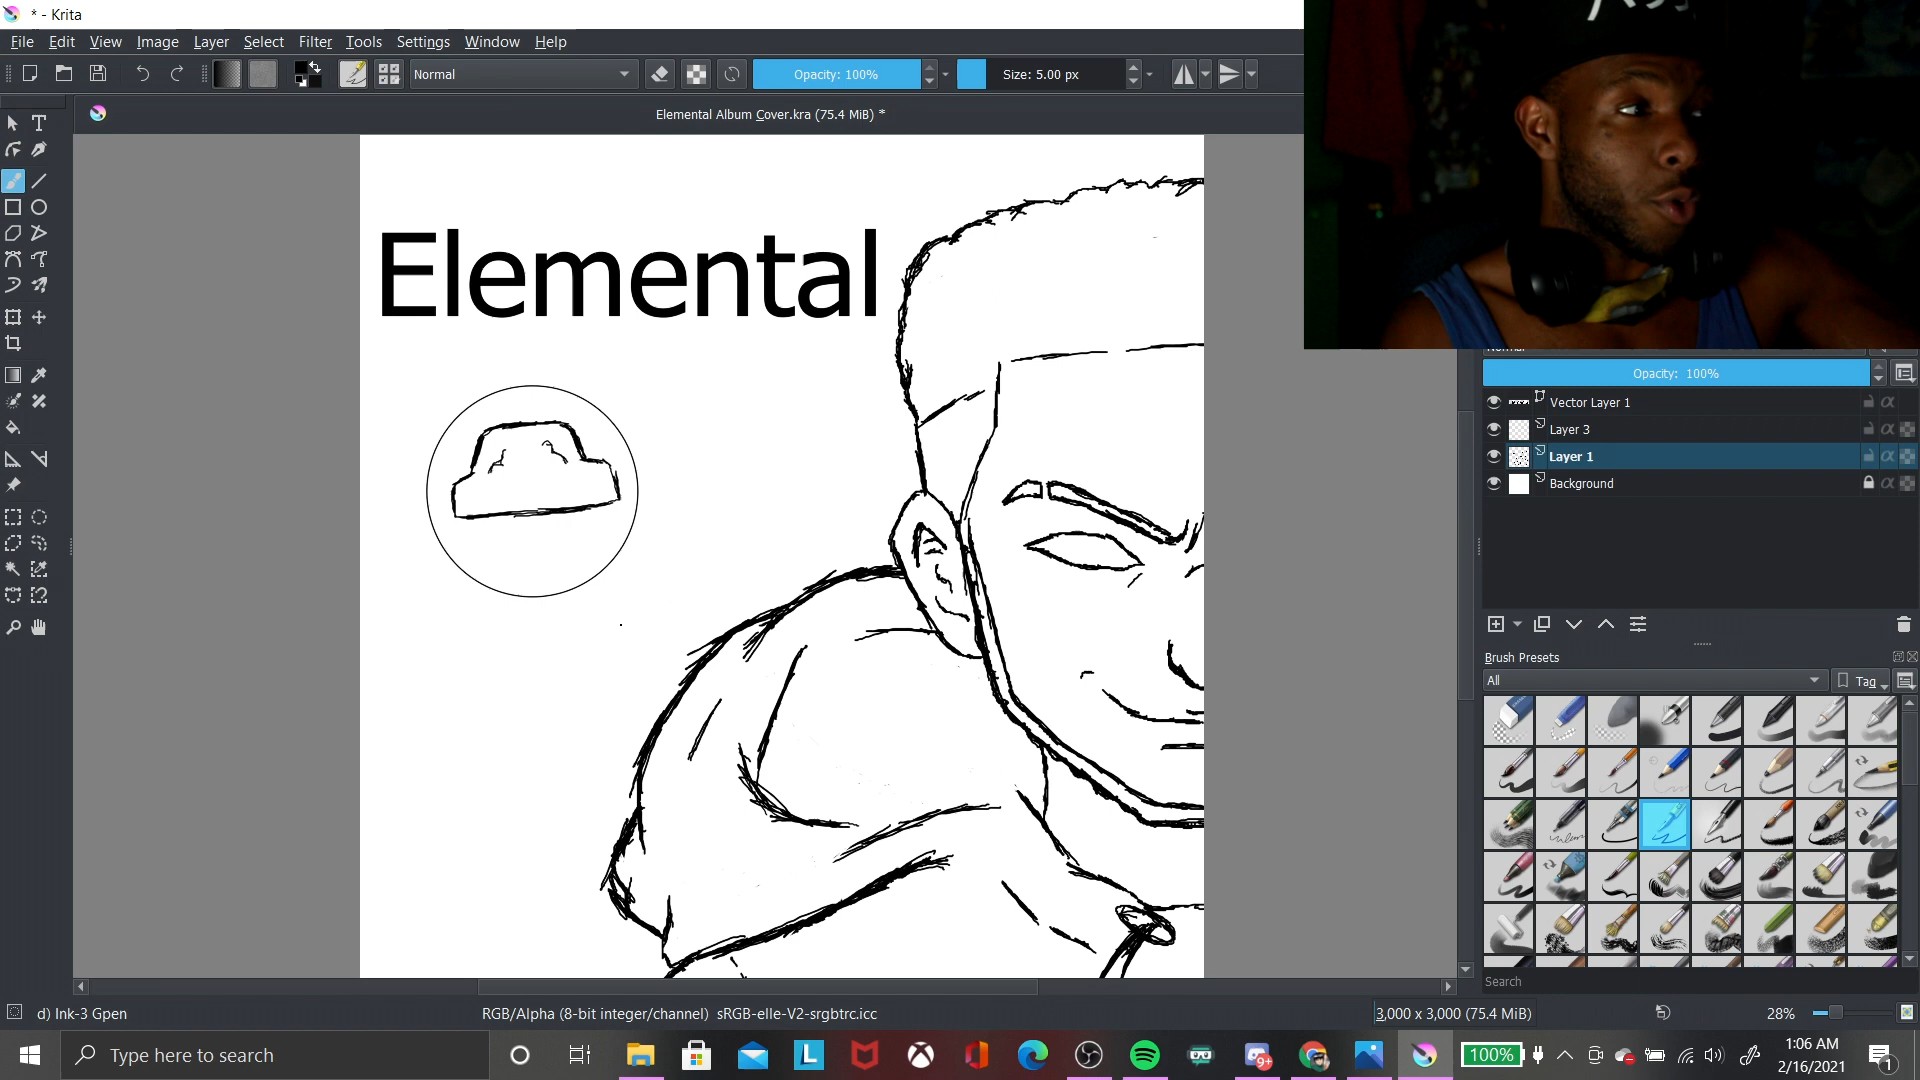 * - Krita
File Edit View Image Layer Select Filter Tools Settings Window Help
Normal
Opacity: 100%
Size: 5.00 px
Elemental Album Cover.kra (75.4 MiB) *
Elemental
Opacity: 100%
Vector Layer 1
Layer 3
Layer 1
Background
Brush Presets
All
Tag
Search
d) Ink-3 Gpen
RGB/Alpha (8-bit integer/channel) sRGB-elle-V2-srgbtrc.icc
3,000 x 3,000 (75.4 MiB)
28%
Type here to search
L
9+
100%
1:06 AM
2/16/2021
1